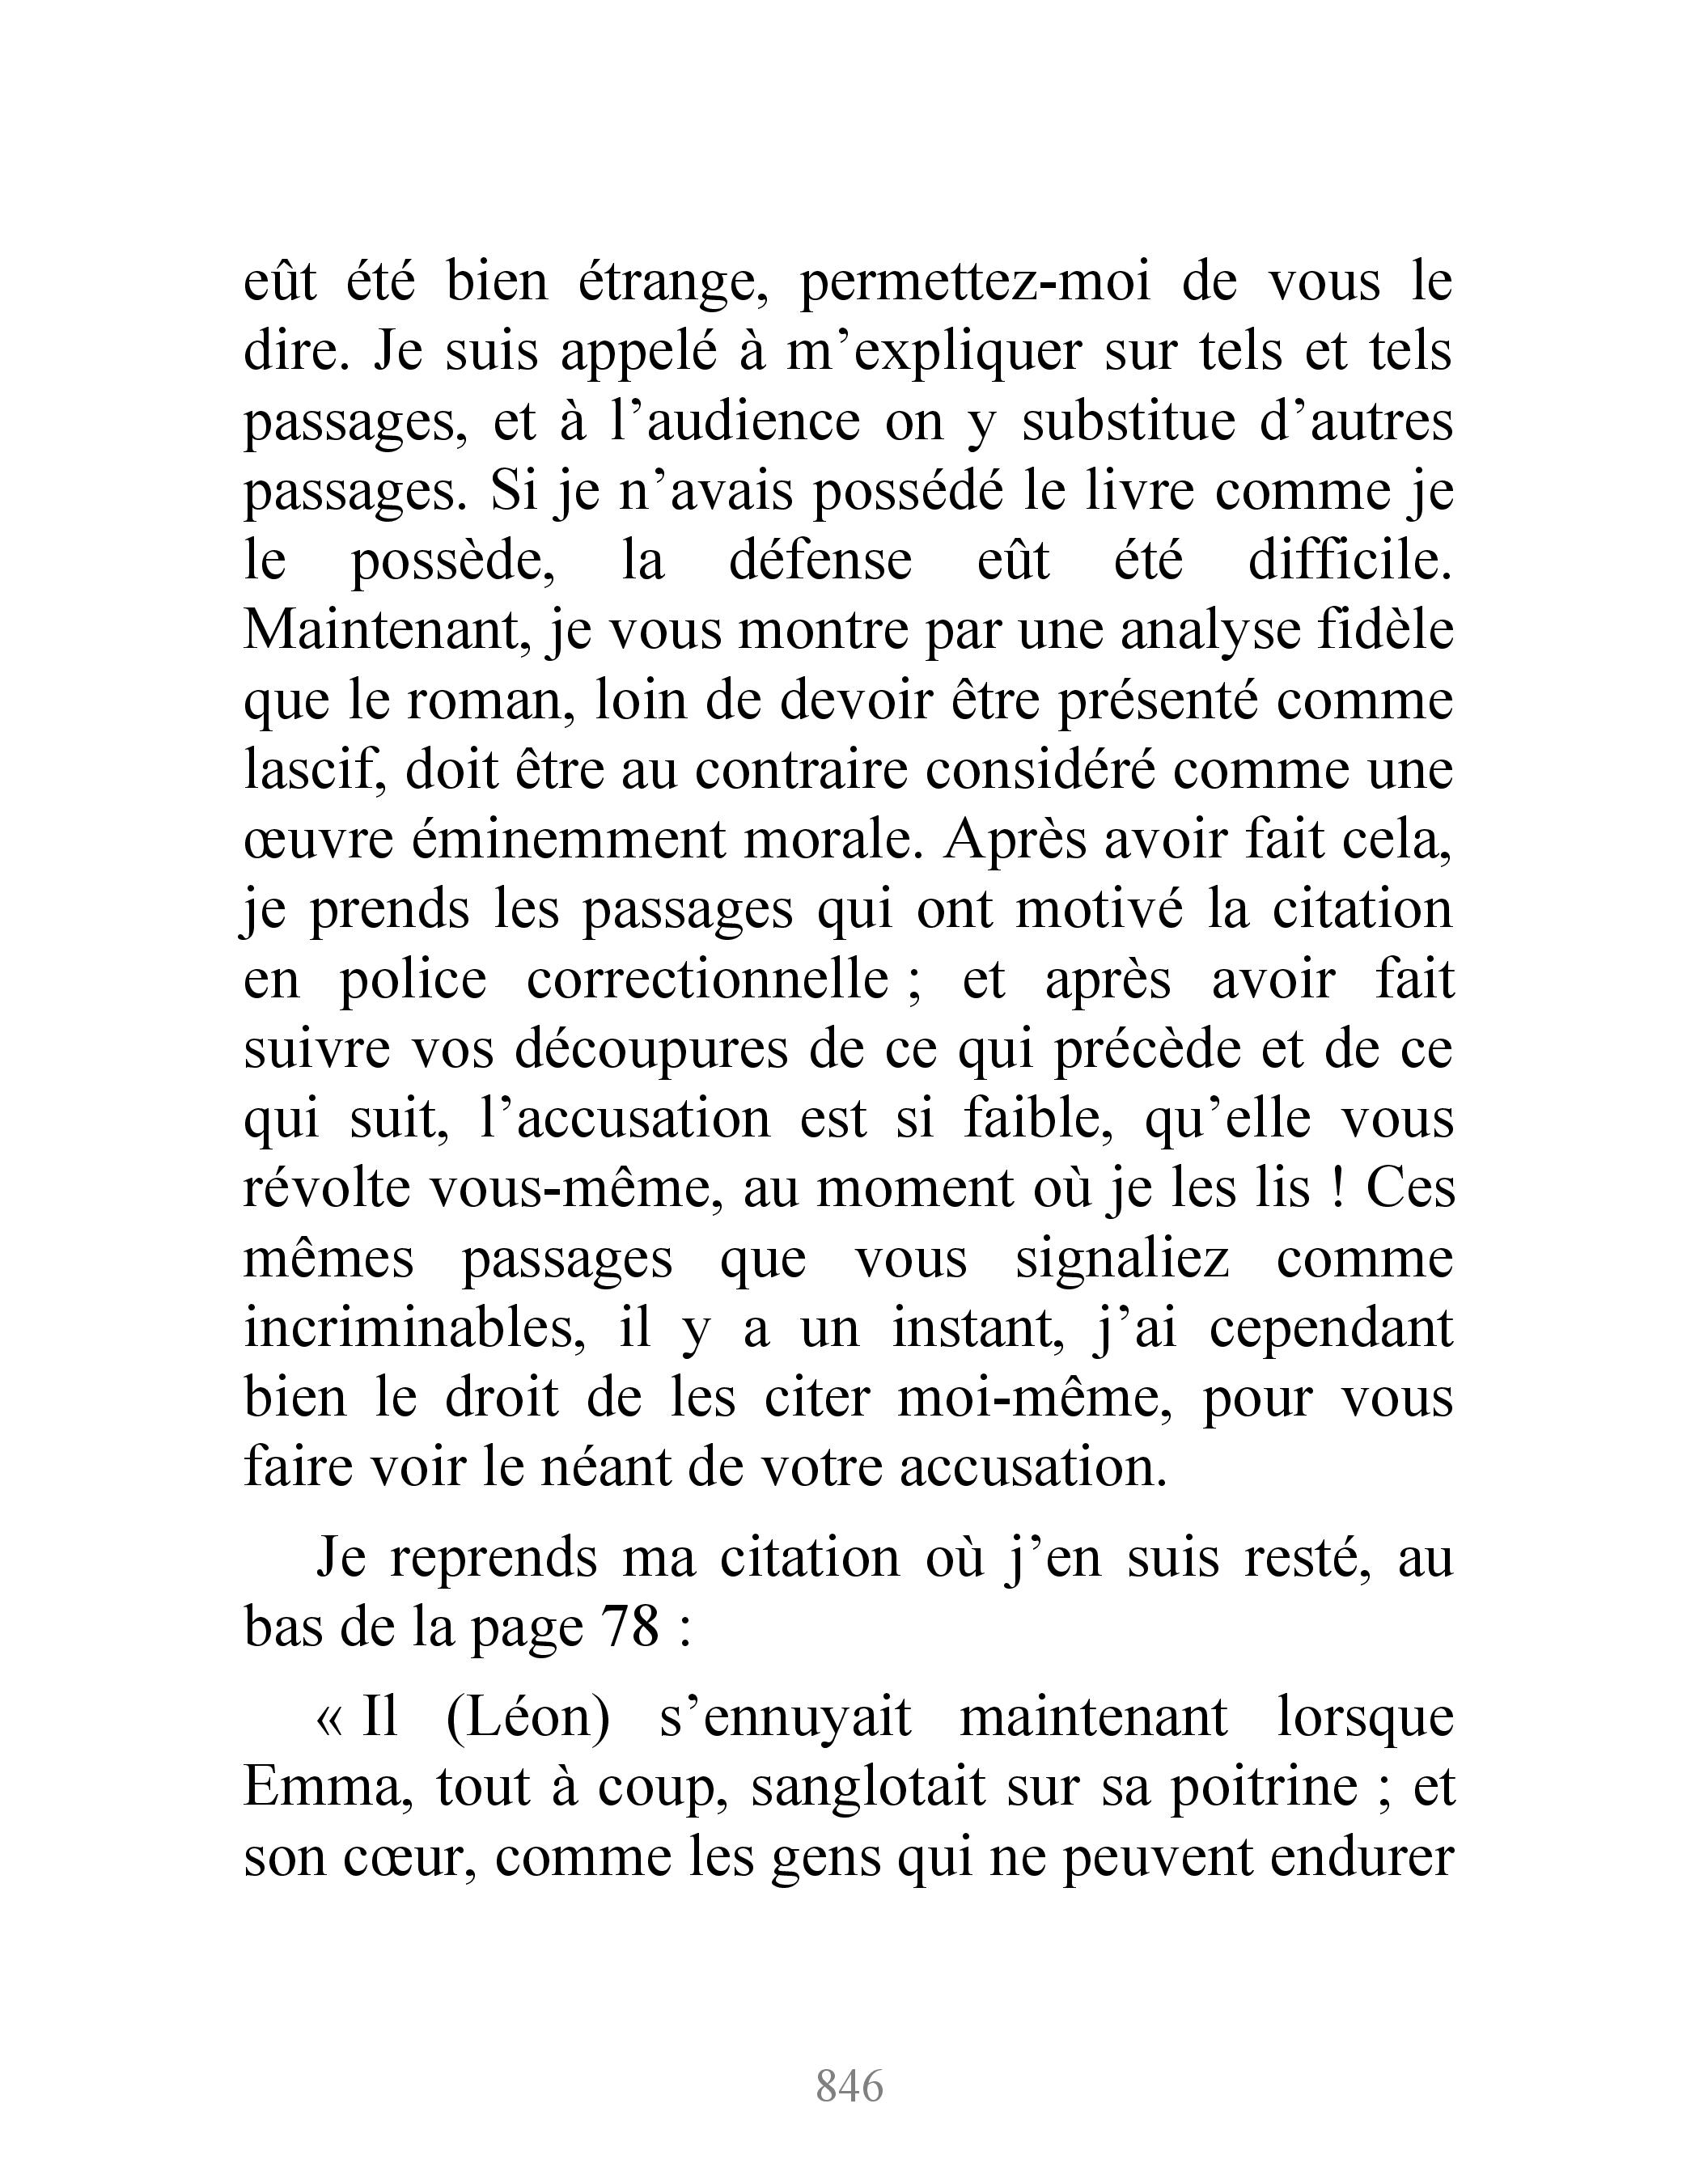 eût été bien étrange, permettez-moi de vous le
dire. Je suis appelé à m’expliquer sur tels et tels
passages, et à l’audience on y substitue d’autres
passages. Si je n’avais possédé le livre comme je
le possède, la défense eût été difficile.
Maintenant, je vous montre par une analyse fidèle
que le roman, loin de devoir être présenté comme
lascif, doit être au contraire considéré comme une
œuvre éminemment morale. Après avoir fait cela,
je prends les passages qui ont motivé la citation
en police correctionnelle ; et après avoir fait
suivre vos découpures de ce qui précède et de ce
qui suit, l’accusation est si faible, qu’elle vous
révolte vous-même, au moment où je les lis ! Ces
mêmes passages que vous signaliez comme
incriminables, il y a un instant, j’ai cependant
bien le droit de les citer moi-même, pour vous
faire voir le néant de votre accusation.
Je reprends ma citation où j’en suis resté, au
bas de la page 78 :
« Il (Léon) s’ennuyait maintenant lorsque
Emma, tout à coup, sanglotait sur sa poitrine ; et
son cœur, comme les gens qui ne peuvent endurer
846